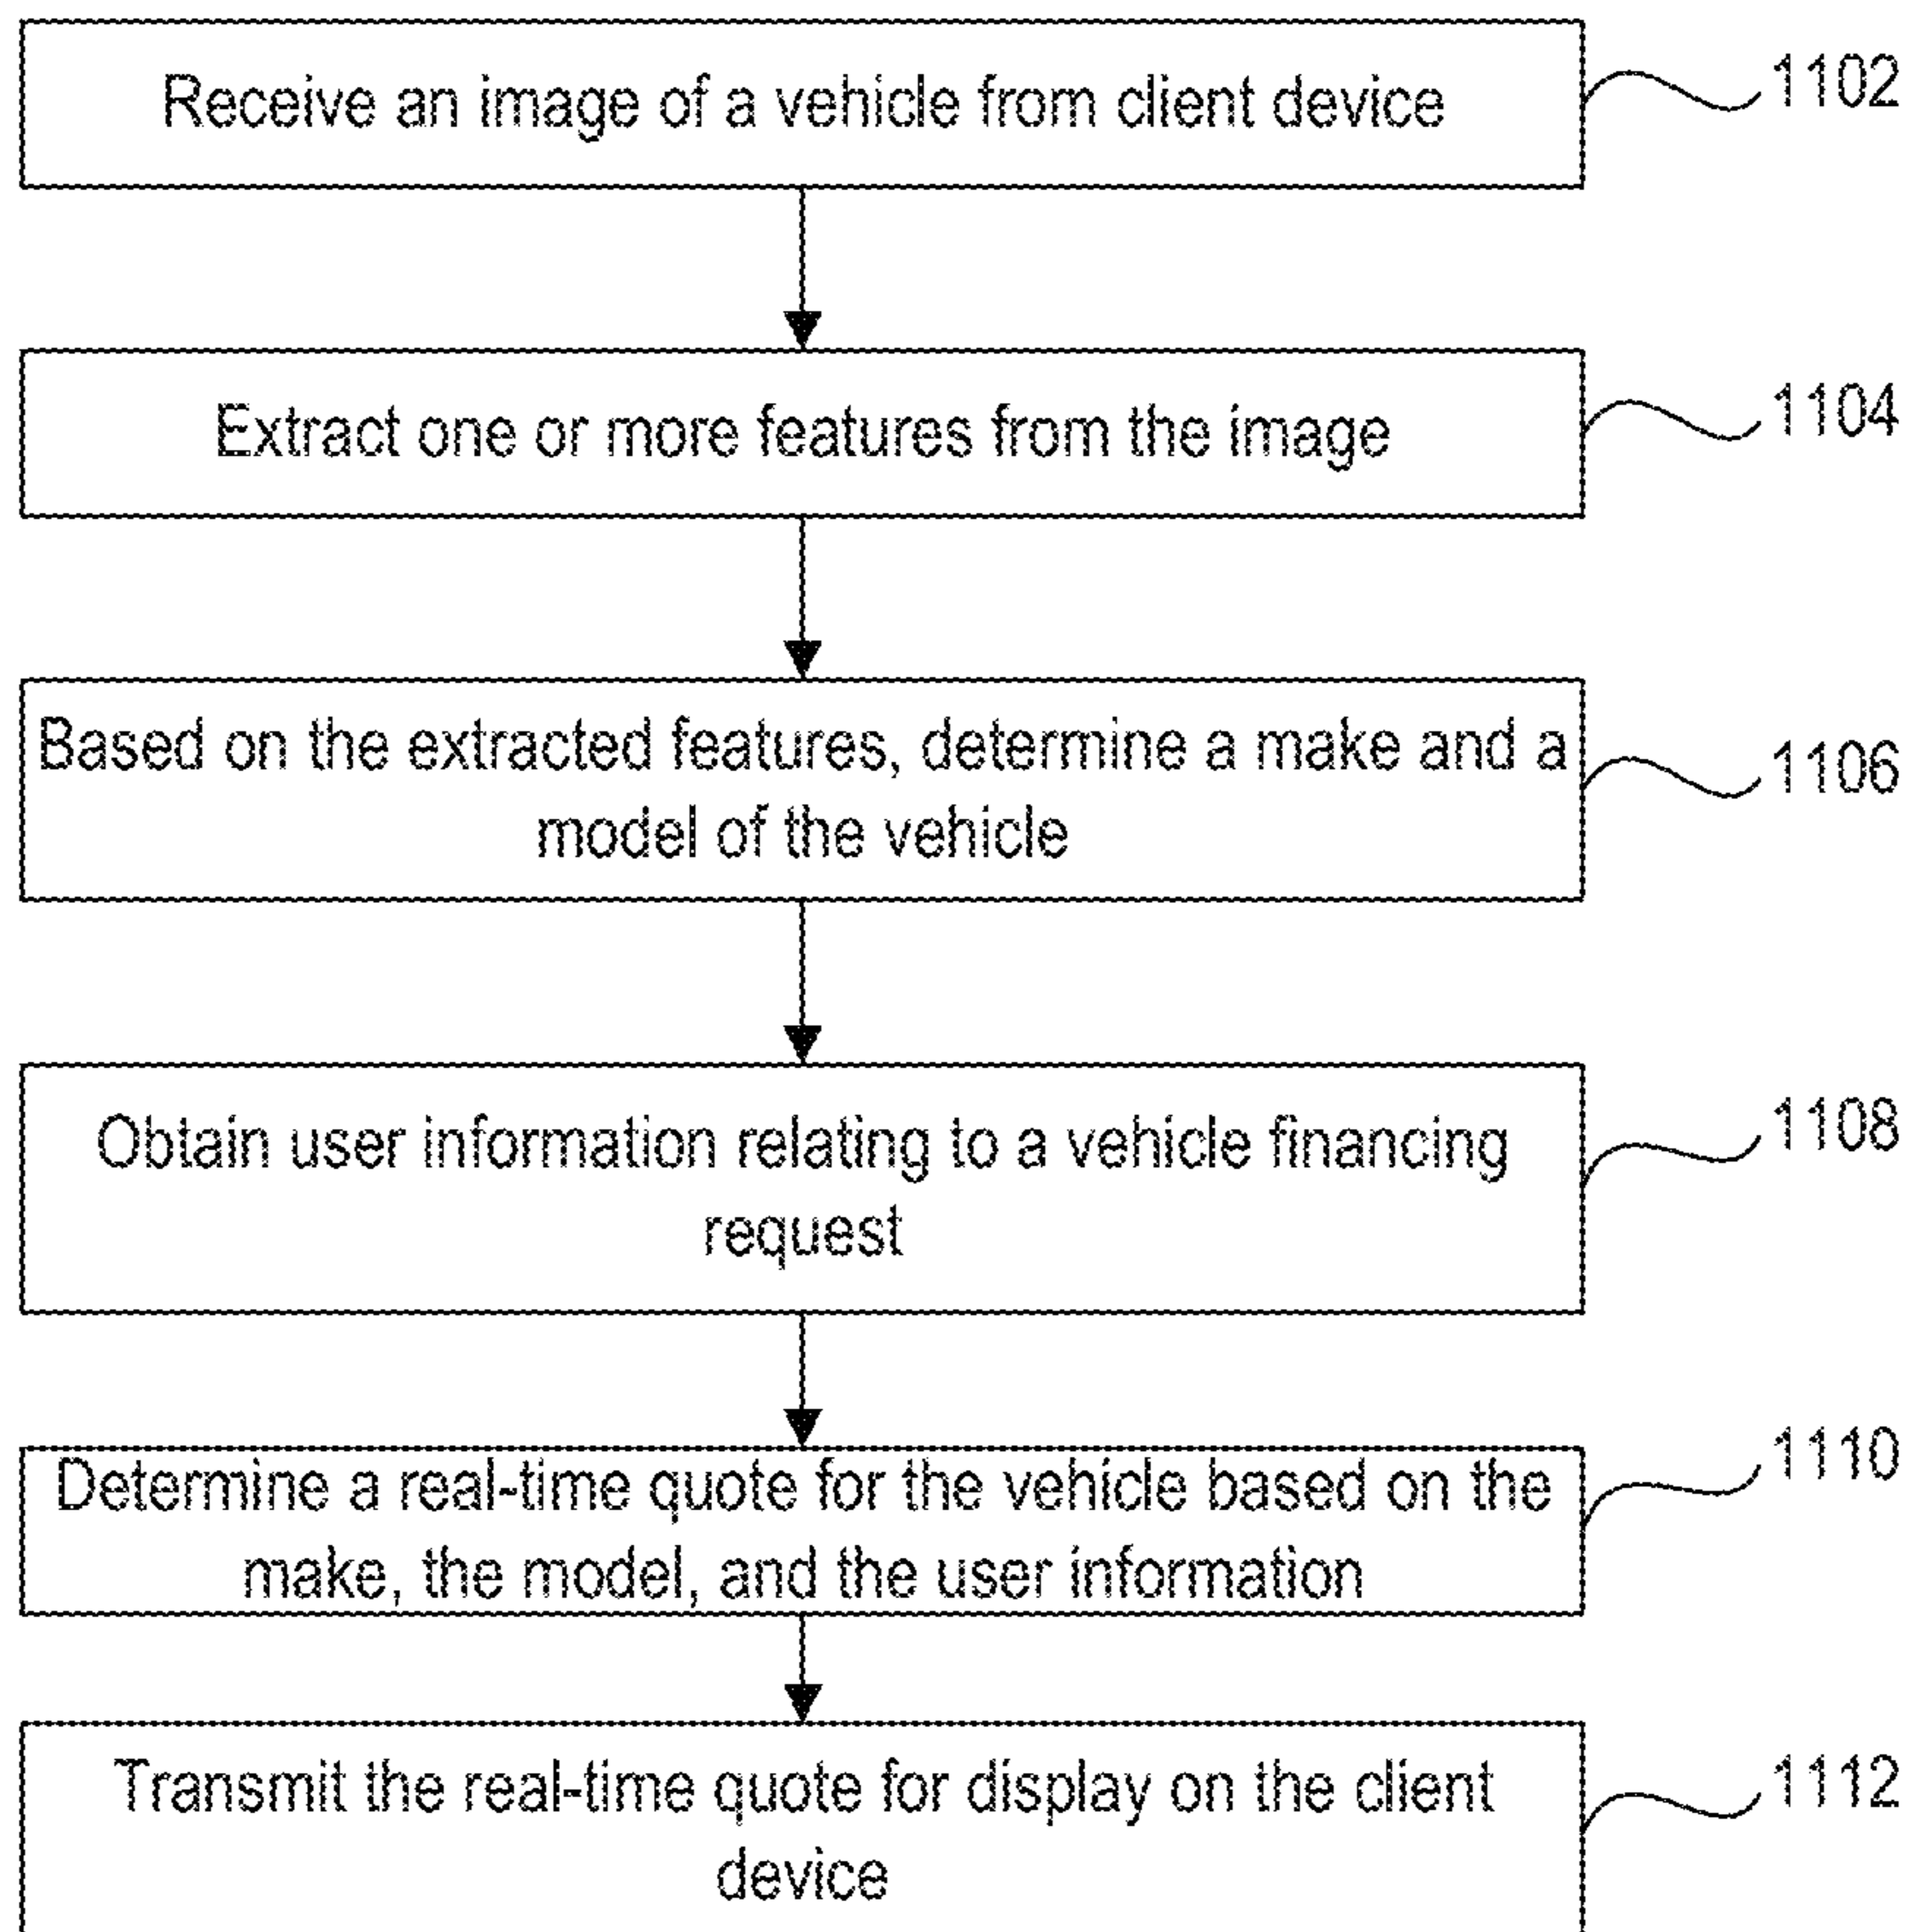 Receive an image of a vehicle from client device
1102
Extract one or more features from the image
1104
Based on the extracted features, determine a make and a
model of the vehicle
1106
Obtain user information relating to a vehicle financing
request
1108
Determine a real-time quote for the vehicle based on the
make, the model, and the user information
1110
Transmit the real-time quote for display on the client
device
1112